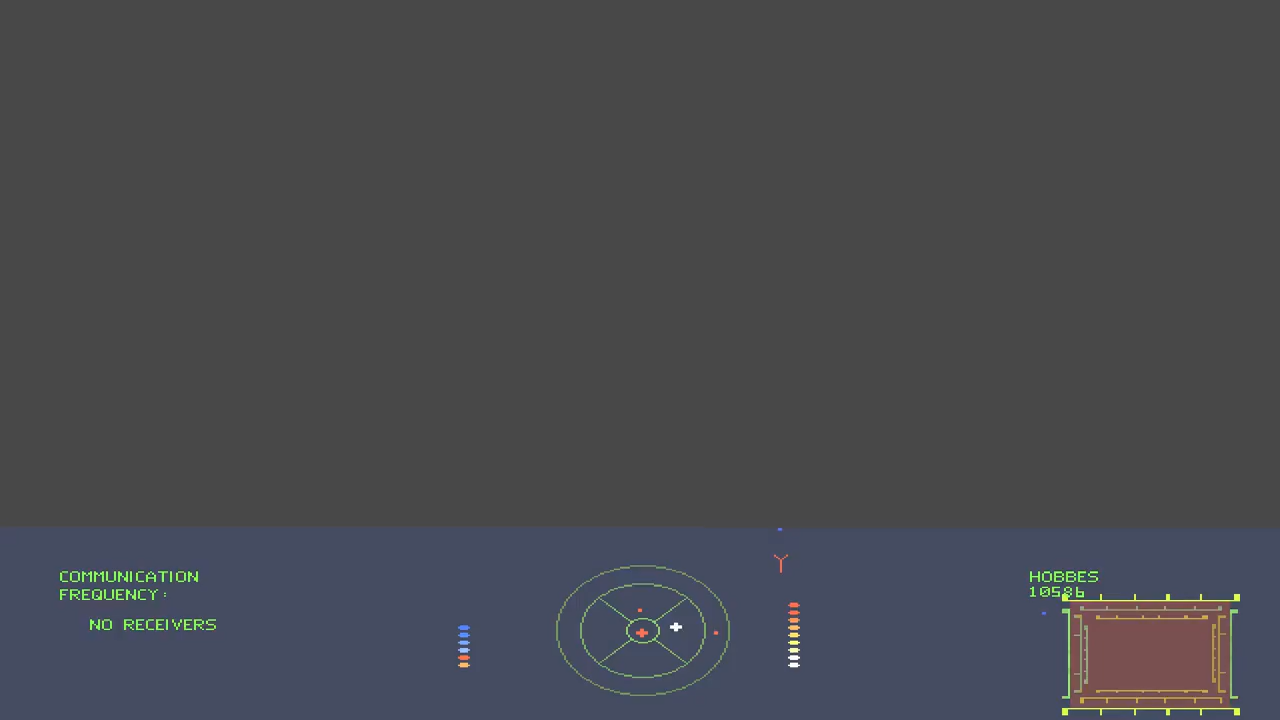 COMMUNICATION
FREQUENCY:
NO RECEIVERS
HOBBES
10586